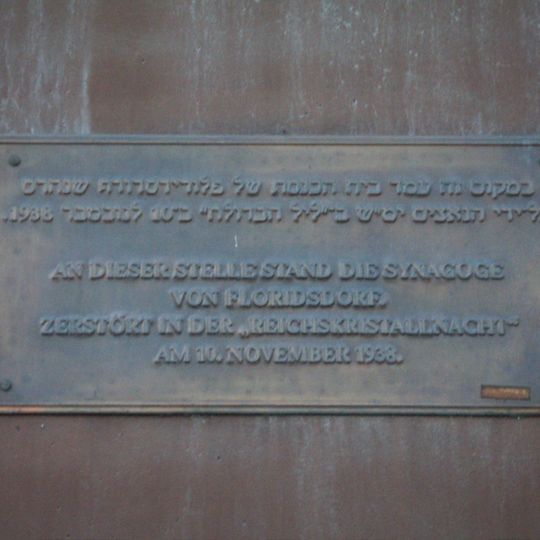 במקום זה עמד בית הכנסת של פלורידסדורף שנהרס
לידי הנאצים ימ״ש ב״ליל הבדולח״ ב־10 לנובמבר 1938.
AN DIESER STELLE STAND DIE SYNAGOGE
VON FLORIDSDORF.
ZERSTÖRT IN DER „REICHSKRISTALLNACHT“
AM 10. NOVEMBER 1938.